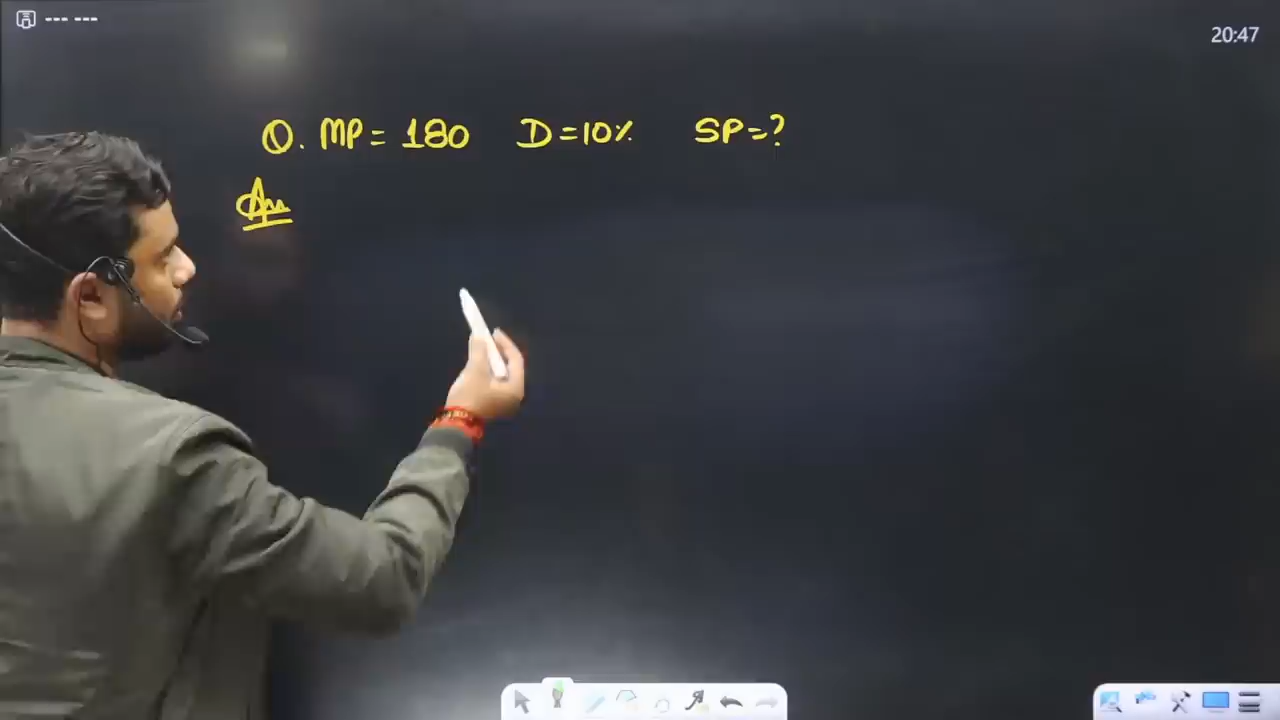 --- ---
20:47
Q. MP = 180 D = 10% SP = ?
Ans